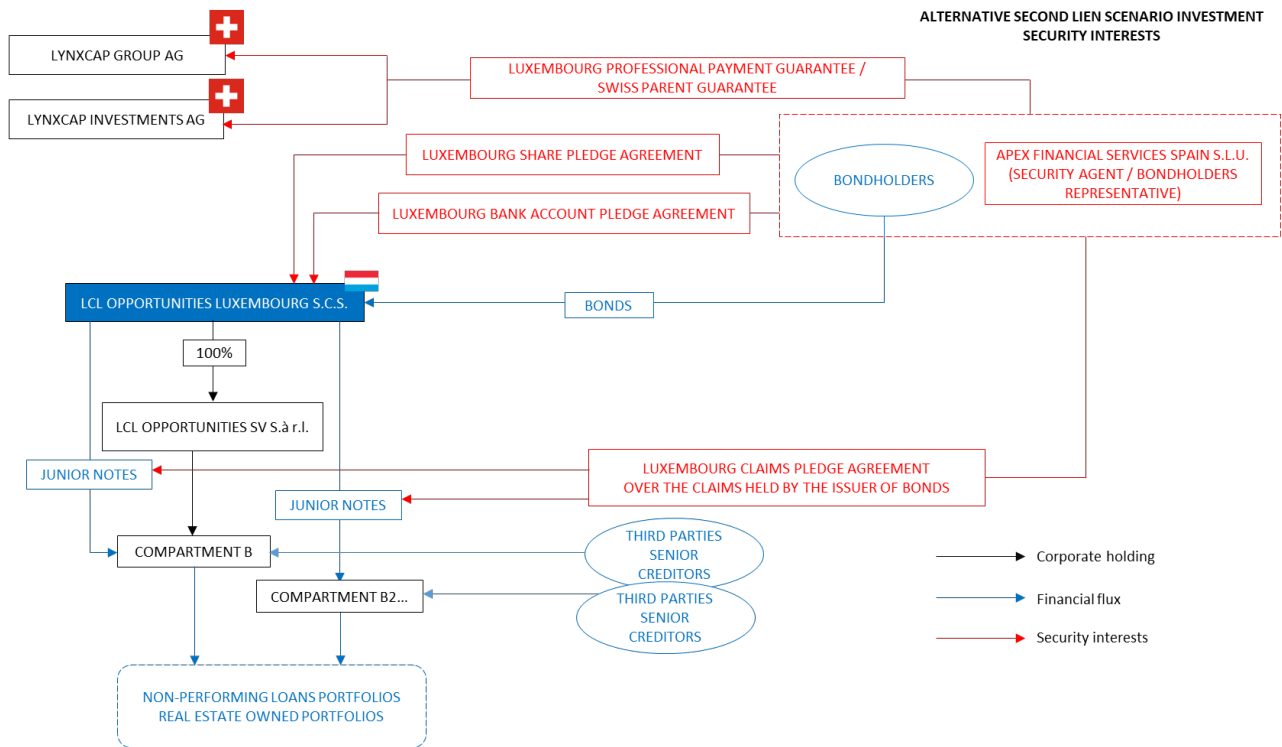 ALTERNATIVE SECOND LIEN SCENARIO INVESTMENT
SECURITY INTERESTS
LYNXCAP GROUP AG
LUXEMBOURG PROFESSIONAL PAYMENT GUARANTEE /
SWISS PARENT GUARANTEE
LYNXCAP INVESTMENTS AG
LUXEMBOURG SHARE PLEDGE AGREEMENT
BONDHOLDERS
APEX FINANCIAL SERVICES SPAIN S.L.U.
(SECURITY AGENT / BONDHOLDERS
REPRESENTATIVE)
LUXEMBOURG BANK ACCOUNT PLEDGE AGREEMENT
LCL OPPORTUNITIES LUXEMBOURG S.C.S.
BONDS
100%
LCL OPPORTUNITIES SV S.à r.l.
JUNIOR NOTES
LUXEMBOURG CLAIMS PLEDGE AGREEMENT
OVER THE CLAIMS HELD BY THE ISSUER OF BONDS
JUNIOR NOTES
COMPARTMENT B
THIRD PARTIES
SENIOR
CREDITORS
COMPARTMENT B2...
THIRD PARTIES
SENIOR
CREDITORS
Corporate holding
Financial flux
Security interests
NON-PERFORMING LOANS PORTFOLIOS
REAL ESTATE OWNED PORTFOLIOS